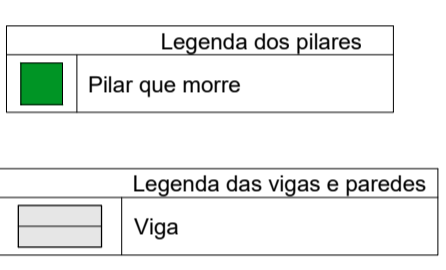 Legenda dos pilares
Pilar que morre
Legenda das vigas e paredes
Viga